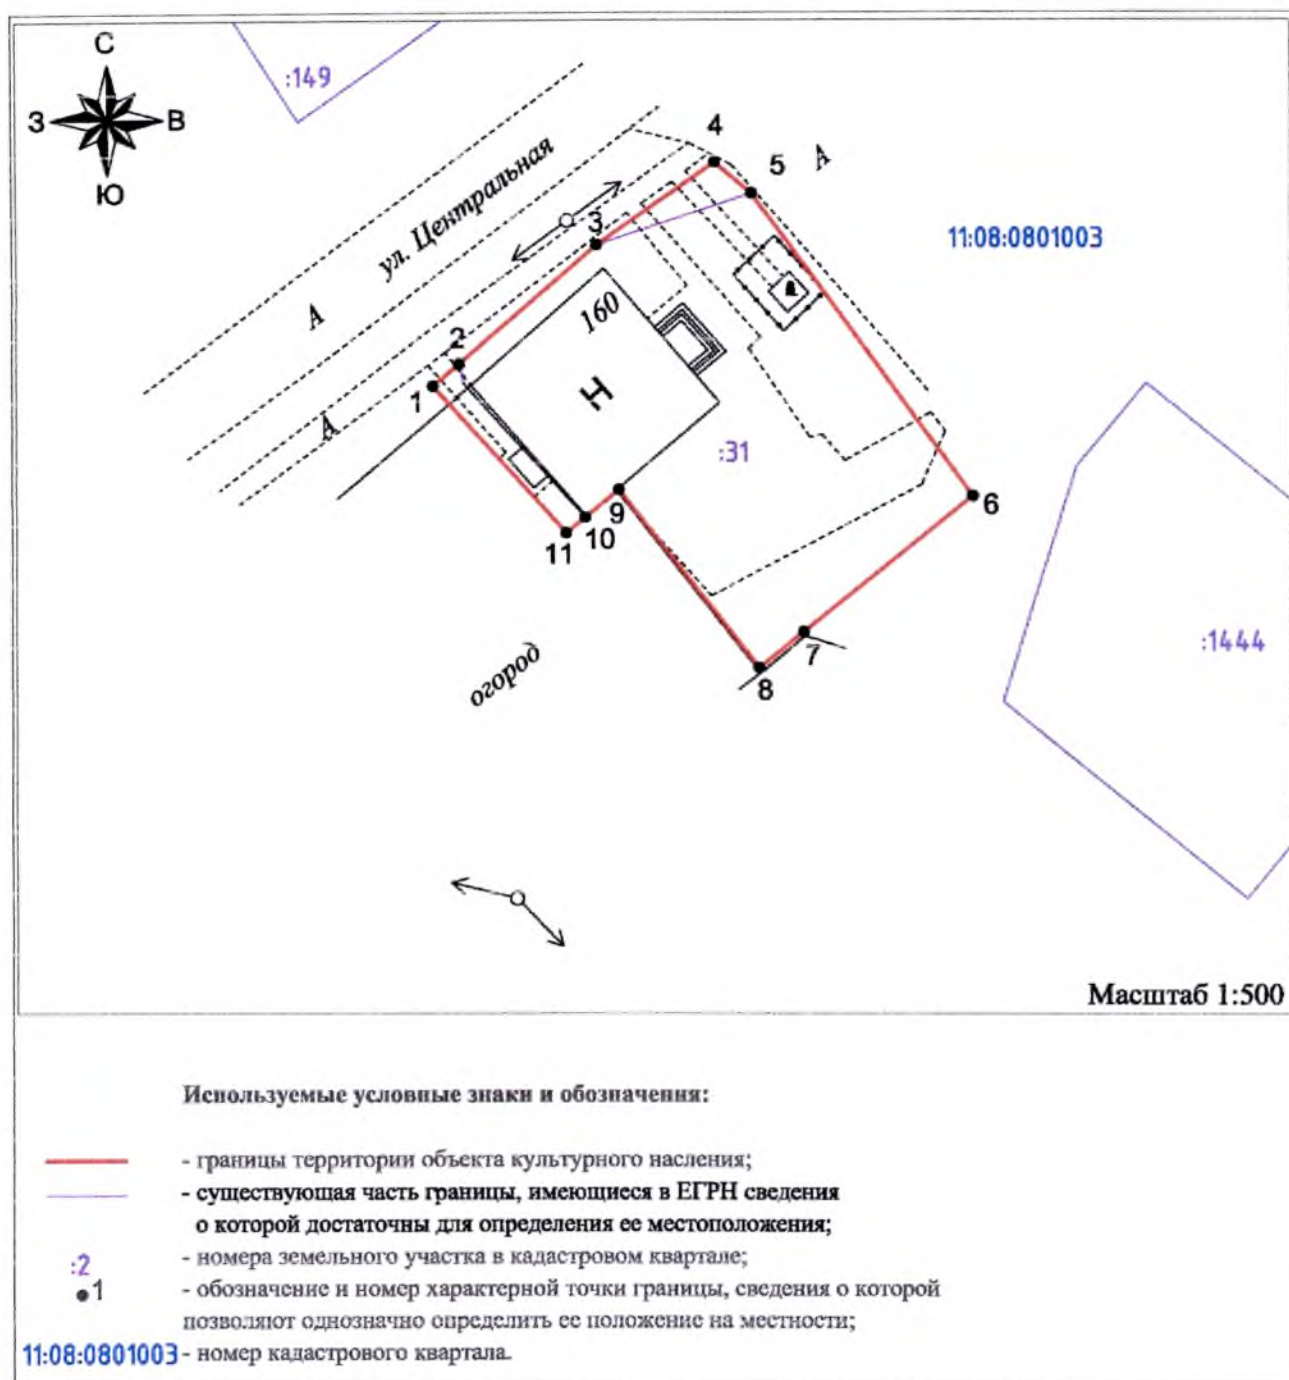 С
З
В
Ю
:149
ул. Центральная
А
А
А
1
2
3
4
5
6
7
8
9
10
11
160
Н
:31
11:08:0801003
:1444
огород
Масштаб 1:500
Используемые условные знаки и обозначения:
- границы территории объекта культурного насления;
- существующая часть границы, имеющиеся в ЕГРН сведения
о которой достаточны для определения ее местоположения;
:2 - номера земельного участка в кадастровом квартале;
1 - обозначение и номер характерной точки границы, сведения о которой
позволяют однозначно определить ее положение на местности;
11:08:0801003 - номер кадастрового квартала.